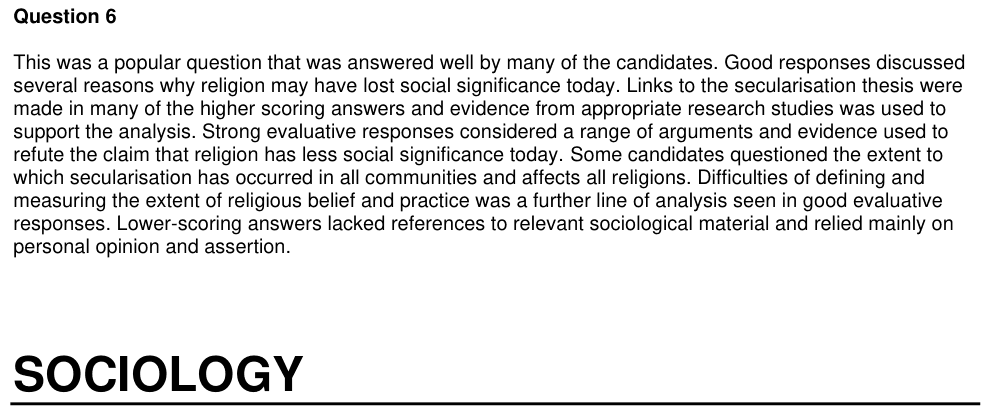 Question 6
This was a popular question that was answered well by many of the candidates. Good responses discussed
several reasons why religion may have lost social significance today. Links to the secularisation thesis were
made in many of the higher scoring answers and evidence from appropriate research studies was used to
support the analysis. Strong evaluative responses considered a range of arguments and evidence used to
refute the claim that religion has less social significance today. Some candidates questioned the extent to
which secularisation has occurred in all communities and affects all religions. Difficulties of defining and
measuring the extent of religious belief and practice was a further line of analysis seen in good evaluative
responses. Lower-scoring answers lacked references to relevant sociological material and relied mainly on
personal opinion and assertion.
SOCIOLOGY